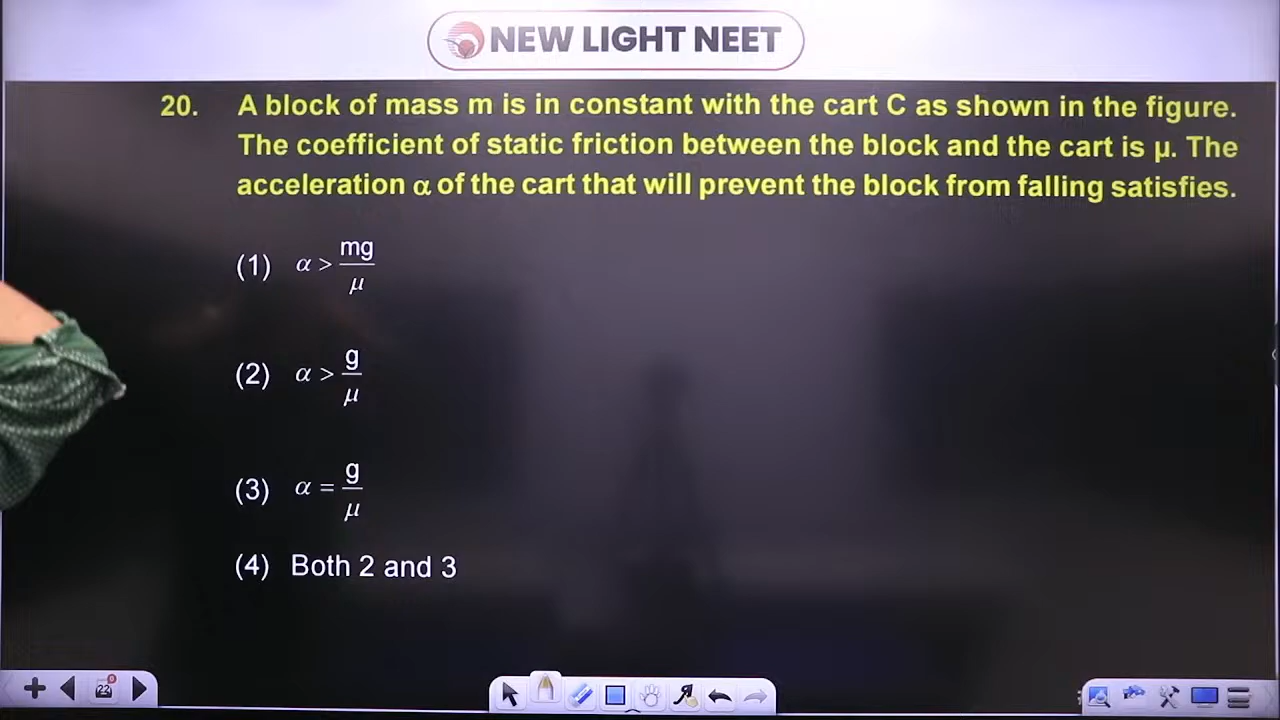 NEW LIGHT NEET
20. A block of mass m is in constant with the cart C as shown in the figure.
The coefficient of static friction between the block and the cart is μ. The
acceleration α of the cart that will prevent the block from falling satisfies.
(1) α > mg/μ
(2) α > g/μ
(3) α = g/μ
(4) Both 2 and 3
22